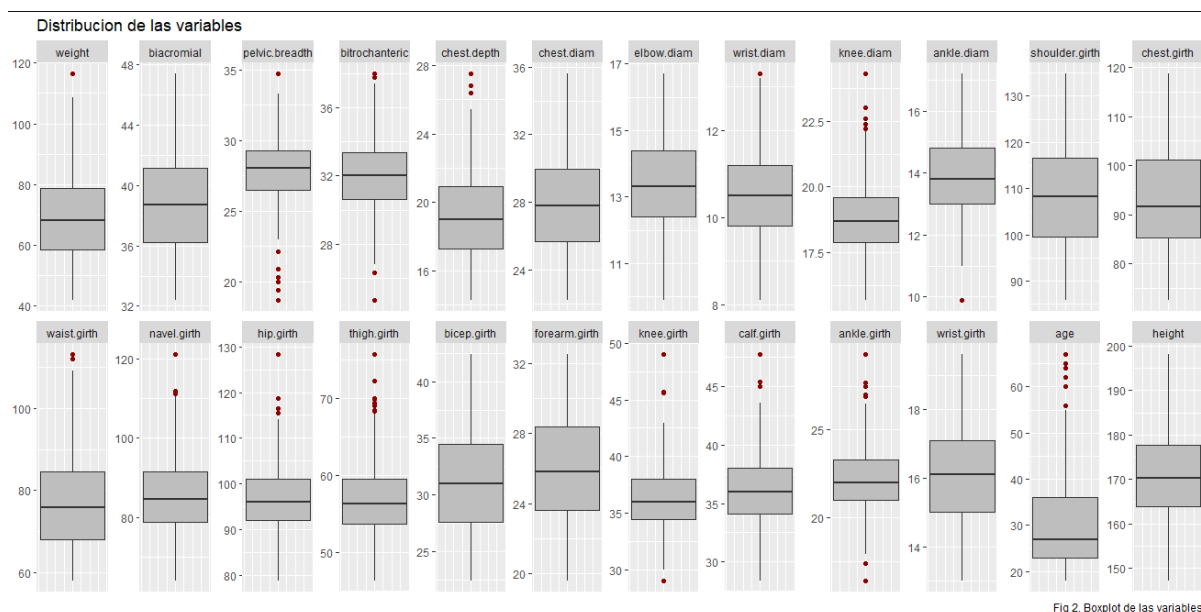 Distribucion de las variables
weight biacromial pelvic.breadth bitrochanteric chest.depth chest.diam elbow.diam wrist.diam knee.diam ankle.diam shoulder.girth chest.girth
120 100 80 60 40
48 44 40 36 32
35 30 25 20
36 32 28
28 24 20 16
36 32 28 24
17 15 13 11
12 10 8
22.5 20.0 17.5
16 14 12 10
130 120 110 100 90
120 110 100 90 80
waist.girth navel.girth hip.girth thigh.girth bicep.girth forearm.girth knee.girth calf.girth ankle.girth wrist.girth age height
100 80 60
120 100 80
130 120 110 100 90 80
70 60 50
40 35 30 25
32 28 24 20
50 45 40 35 30
45 40 35 30
25 20
18 16 14
60 50 40 30 20
200 190 180 170 160 150
Fig 2. Boxplot de las variables